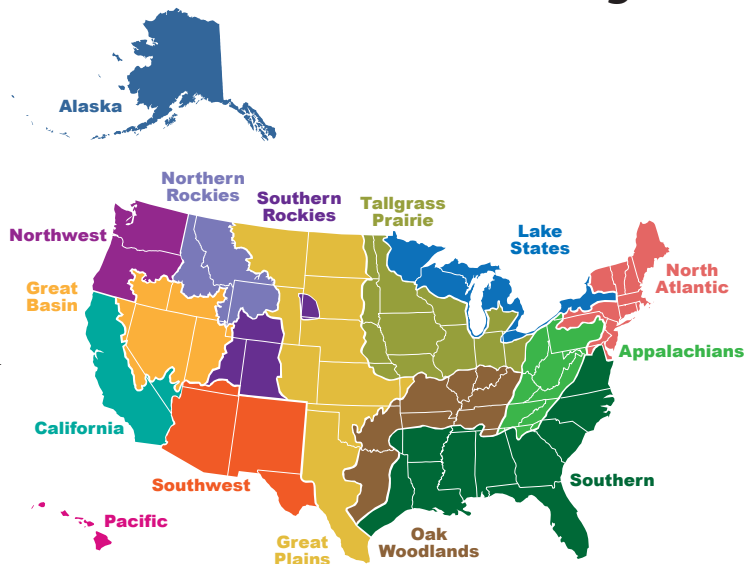 Alaska
Northern
Rockies
Southern
Rockies
Tallgrass
Prairie
Northwest
Lake
States
North
Atlantic
Great
Basin
Appalachians
California
Southwest
Southern
Pacific
Great
Plains
Oak
Woodlands